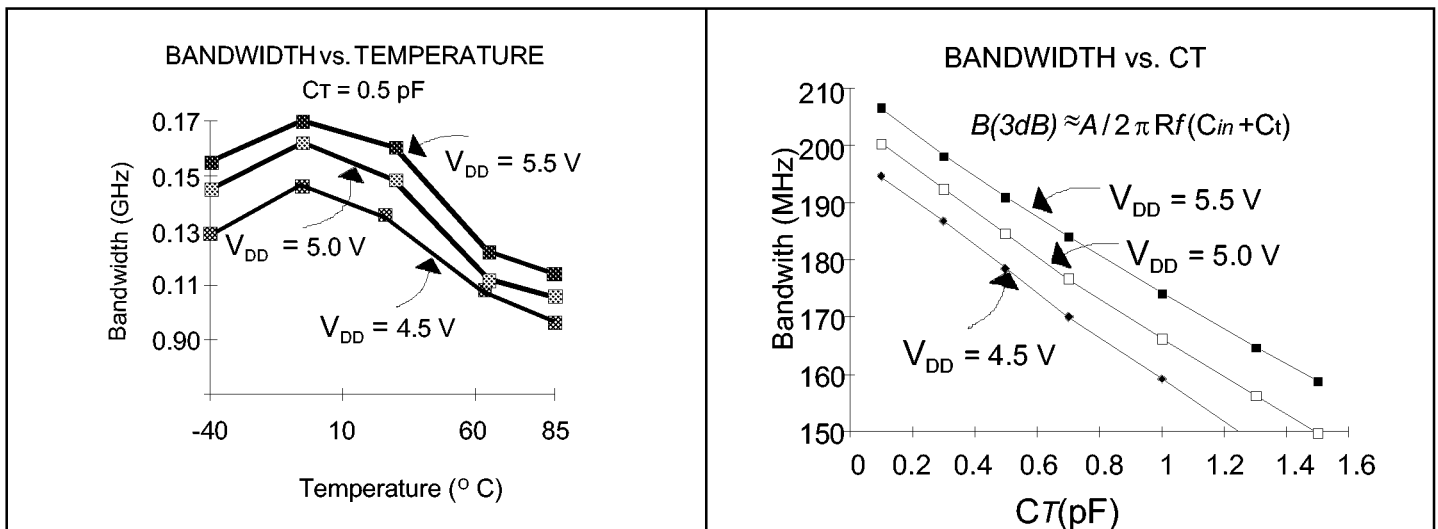 BANDWIDTH vs. TEMPERATURE
CT = 0.5 pF
0.17
0.15
0.13
0.11
0.90
Bandwidth (GHz)
VDD = 5.5 V
VDD = 5.0 V
VDD = 4.5 V
-40 10 60 85
Temperature (° C)
BANDWIDTH vs. CT
B(3dB) ≈A/2 π Rf(Cin+Ct)
210
200
190
180
170
160
150
Bandwith (MHz)
VDD = 5.5 V
VDD = 5.0 V
VDD = 4.5 V
0 0.2 0.4 0.6 0.8 1 1.2 1.4 1.6
CT(pF)